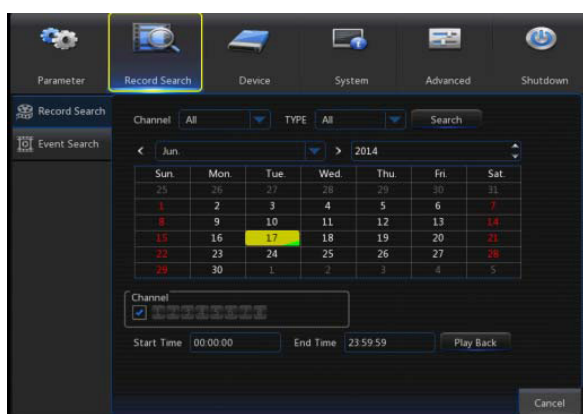 Parameter Record Search Device System Advanced Shutdown
Record Search
Event Search
Channel All TYPE All Search
< Jun. > 2014
Sun. Mon. Tue. Wed. Thu. Fri. Sat.
25 26 27 28 29 30 31
1 2 3 4 5 6 7
8 9 10 11 12 13 14
15 16 17 18 19 20 21
22 23 24 25 26 27 28
29 30 1 2 3 4 5
Channel
Start Time 00:00:00 End Time 23:59:59 Play Back
Cancel